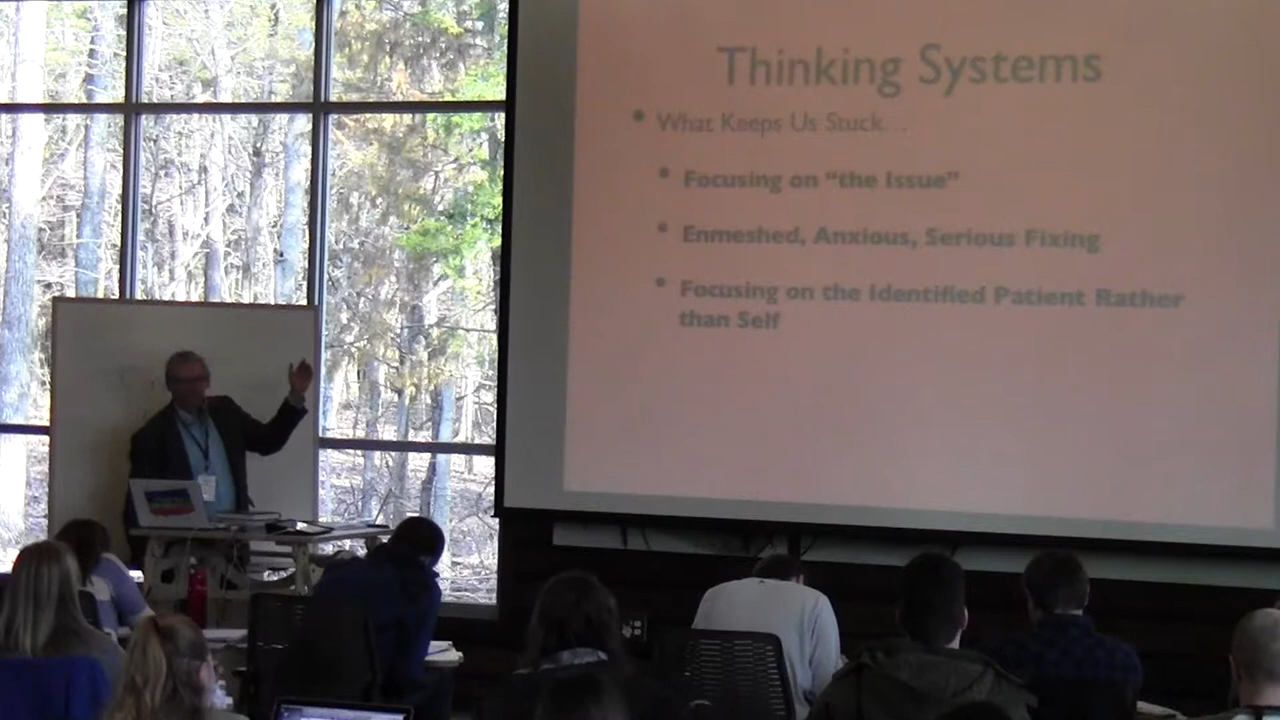 Thinking Systems
• What Keeps Us Stuck...
• Focusing on “the Issue”
• Enmeshed, Anxious, Serious Fixing
• Focusing on the Identified Patient Rather
than Self